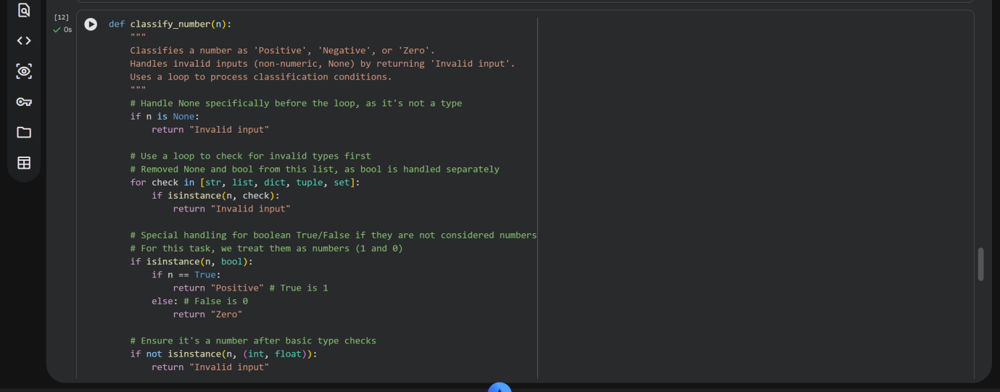 [12]
0s
def classify_number(n):
"""
Classifies a number as 'Positive', 'Negative', or 'Zero'.
Handles invalid inputs (non-numeric, None) by returning 'Invalid input'.
Uses a loop to process classification conditions.
"""
# Handle None specifically before the loop, as it's not a type
if n is None:
return "Invalid input"
# Use a loop to check for invalid types first
# Removed None and bool from this list, as bool is handled separately
for check in [str, list, dict, tuple, set]:
if isinstance(n, check):
return "Invalid input"
# Special handling for boolean True/False if they are not considered numbers
# For this task, we treat them as numbers (1 and 0)
if isinstance(n, bool):
if n == True:
return "Positive" # True is 1
else: # False is 0
return "Zero"
# Ensure it's a number after basic type checks
if not isinstance(n, (int, float)):
return "Invalid input"